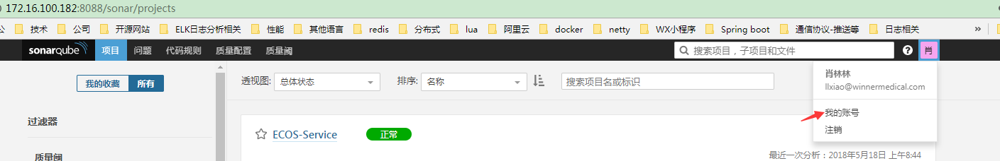 172.16.100.182:8088/sonar/projects
技术 公司 开源网站 ELK日志分析相关 性能 其他语言 redis 分布式 lua 阿里云 docker netty WX小程序 Spring boot 通信协议-推送等 日志相关 »
sonarqube 项目 问题 代码规则 质量配置 质量阈 搜索项目，子项目和文件 ? 肖
我的收藏 所有 透视图: 总体状态 排序: 名称 搜索项目名或标识
肖林林
llxiao@winnermedical.com
我的账号
注销
过滤器
ECOS-Service 正常
质量阈
最近一次分析：2018年5月18日 上午8:44